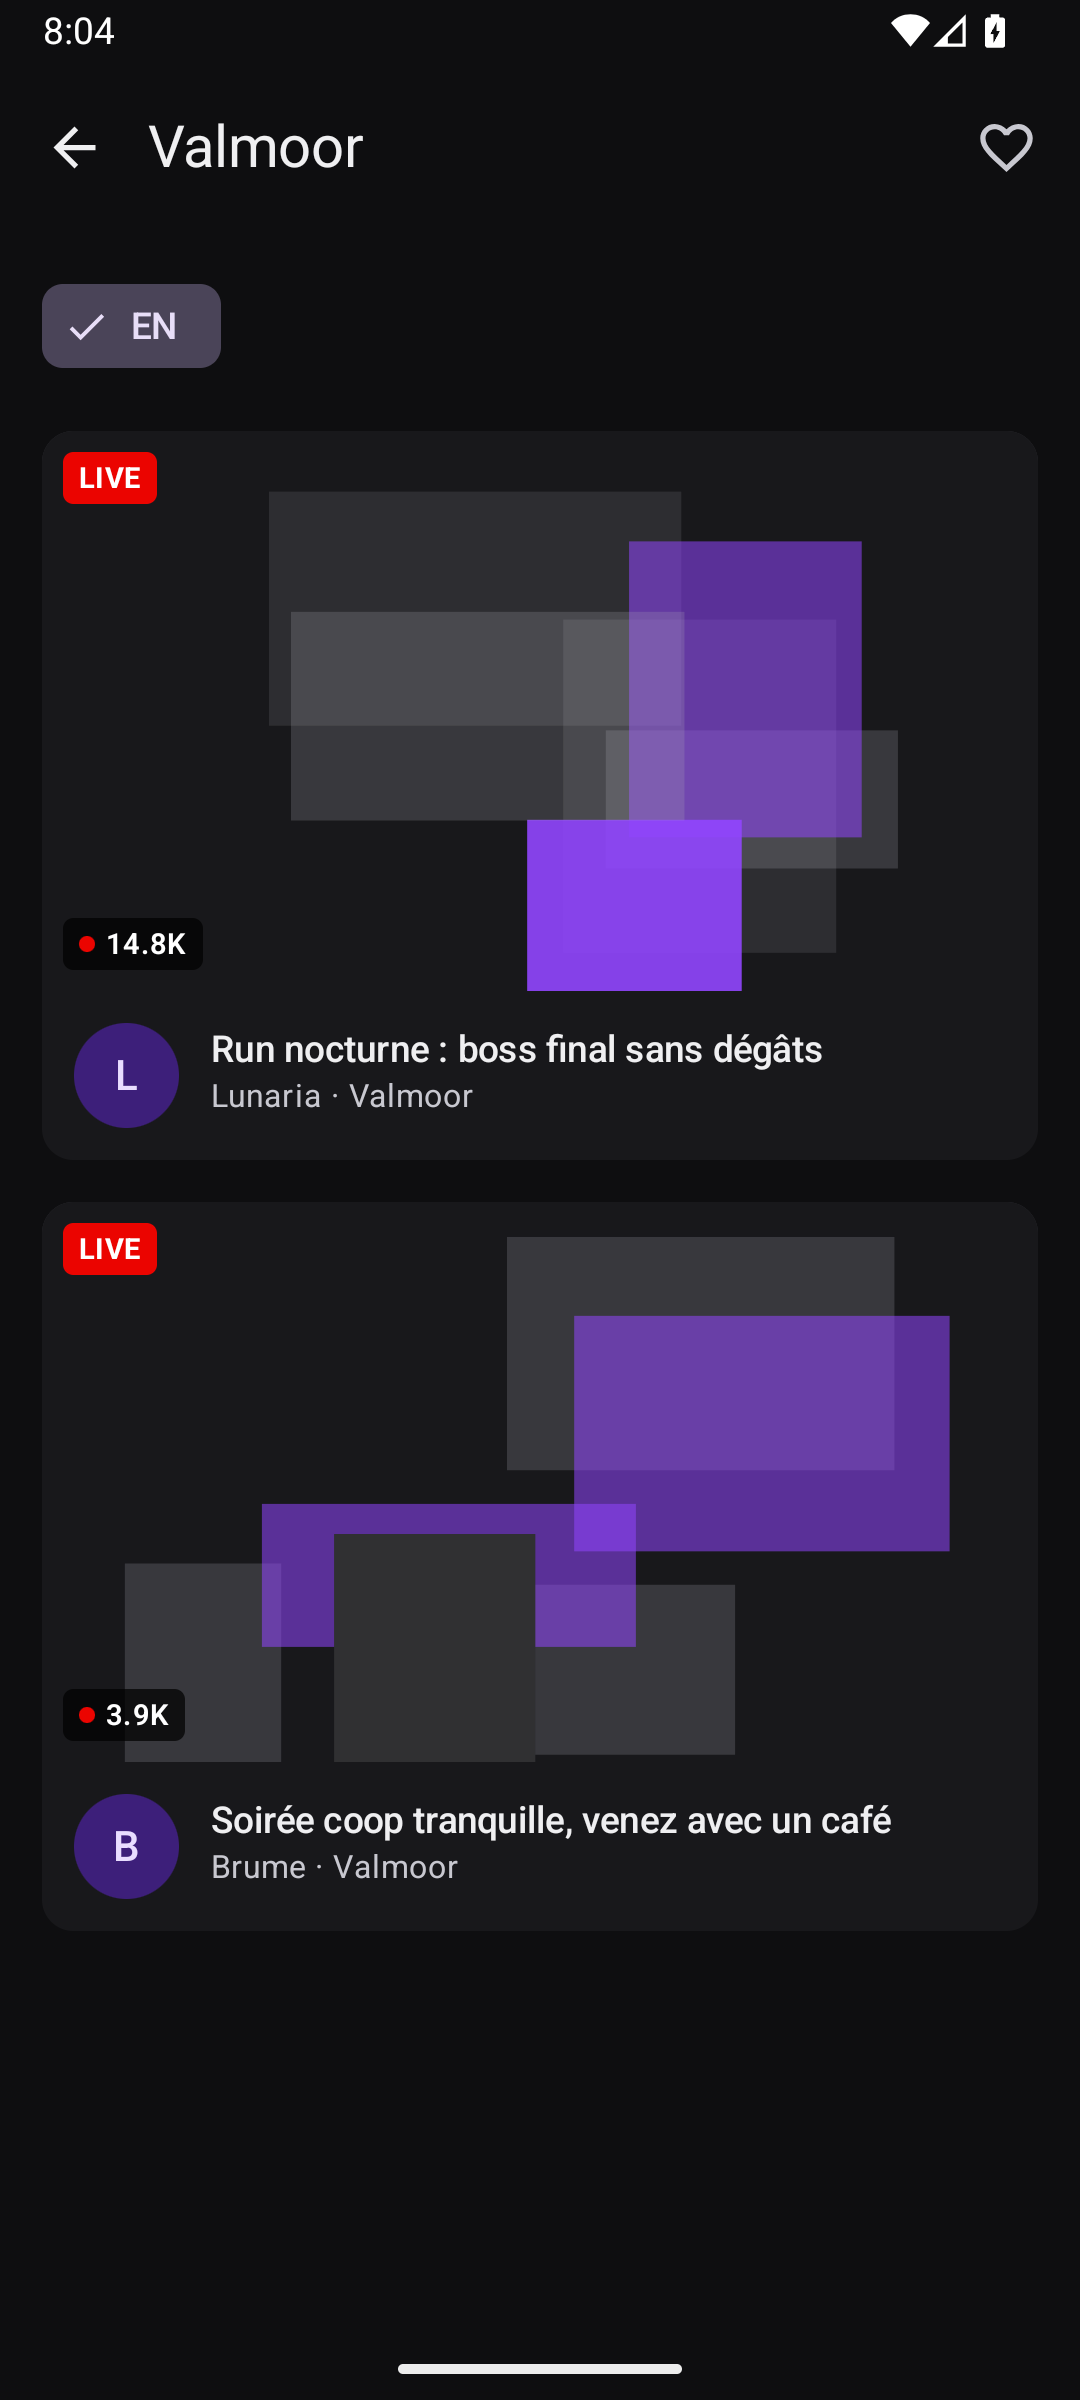 8:04
Valmoor
EN
LIVE
14.8K
L
Run nocturne : boss final sans dégâts
Lunaria · Valmoor
LIVE
3.9K
B
Soirée coop tranquille, venez avec un café
Brume · Valmoor